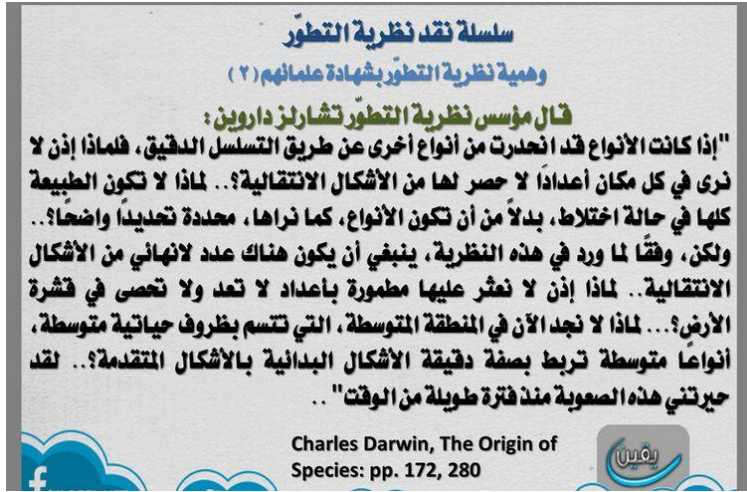 سلسلة نقد نظرية التطوّر
وهمية نظرية التطوّر بشهادة علمائهم (٢)
قال مؤسس نظرية التطوّر تشارلز داروين:
"إذا كانت الأنواع قد انحدرت من أنواع أخرى عن طريق التسلسل الدقيق، فلماذا إذن لا
نرى في كل مكان أعدادًا لا حصر لها من الأشكال الانتقالية؟.. لماذا لا تكون الطبيعة
كلها في حالة اختلاط، بدلاً من أن تكون الأنواع، كما نراها، محددة تحديدًا واضحًا؟..
ولكن، وفقًا لما ورد في هذه النظرية، ينبغي أن يكون هناك عدد لانهائي من الأشكال
الانتقالية.. لماذا إذن لا نعثر عليها مطمورة بأعداد لا تعد ولا تحصى في قشرة
الأرض؟... لماذا لا نجد الآن في المنطقة المتوسطة، التي تتسم بظروف حياتية متوسطة،
أنواعا متوسطة تربط بصفة دقيقة الأشكال البدائية بالأشكال المتقدمة؟.. لقد
حيرتني هذه الصعوبة منذ فترة طويلة من الوقت"..
Charles Darwin, The Origin of
Species: pp. 172, 280
يقين